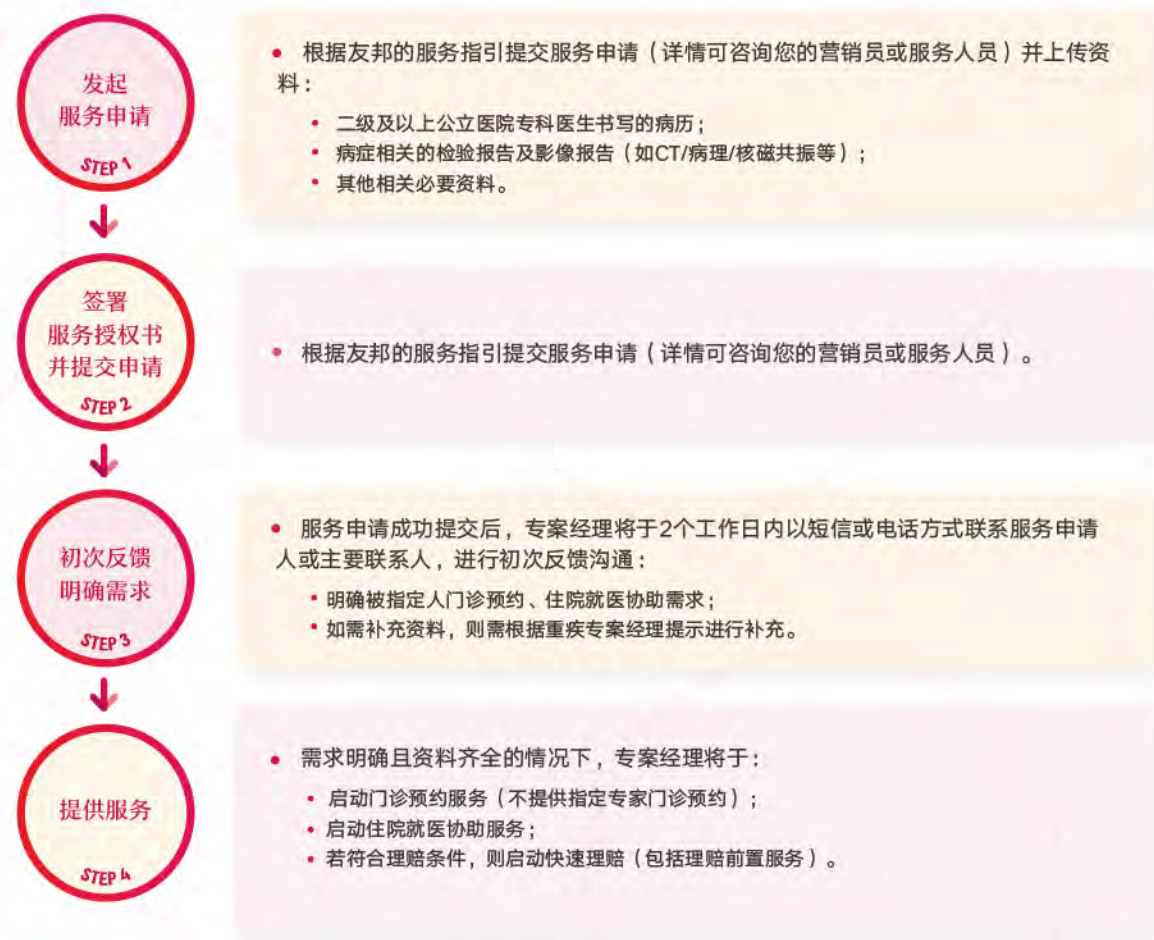 发起
服务申请
STEP 1
• 根据友邦的服务指引提交服务申请（详情可咨询您的营销员或服务人员）并上传资
料：
• 二级及以上公立医院专科医生书写的病历；
• 病症相关的检验报告及影像报告（如CT/病理/核磁共振等）；
• 其他相关必要资料。
签署
服务授权书
并提交申请
STEP 2
• 根据友邦的服务指引提交服务申请（详情可咨询您的营销员或服务人员）。
初次反馈
明确需求
STEP 3
• 服务申请成功提交后，专案经理将于2个工作日内以短信或电话方式联系服务申请
人或主要联系人，进行初次反馈沟通：
• 明确被指定人门诊预约、住院就医协助需求；
• 如需补充资料，则需根据重疾专案经理提示进行补充。
提供服务
STEP 4
• 需求明确且资料齐全的情况下，专案经理将于：
• 启动门诊预约服务（不提供指定专家门诊预约）；
• 启动住院就医协助服务；
• 若符合理赔条件，则启动快速理赔（包括理赔前置服务）。